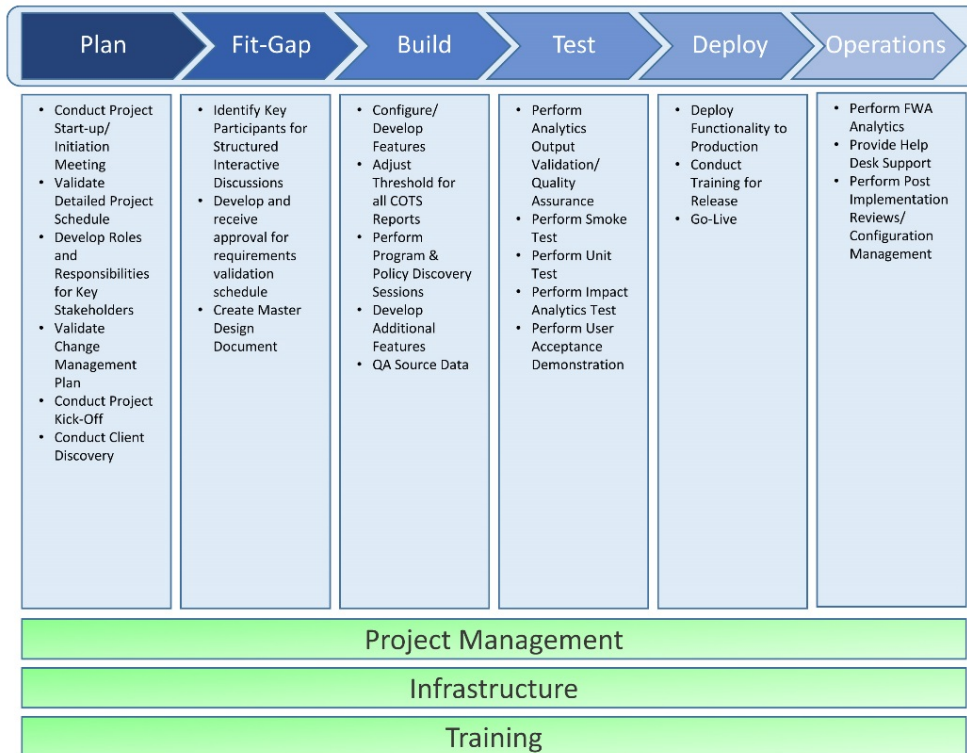 Plan
Fit-Gap
Build
Test
Deploy
Operations
• Conduct Project
Start-up/
Initiation
Meeting
• Validate
Detailed Project
Schedule
• Develop Roles
and
Responsibilities
for Key
Stakeholders
• Validate
Change
Management
Plan
• Conduct Project
Kick-Off
• Conduct Client
Discovery
• Identify Key
Participants for
Structured
Interactive
Discussions
• Develop and
receive
approval for
requirements
validation
schedule
• Create Master
Design
Document
• Configure/
Develop
Features
• Adjust
Threshold for
all COTS
Reports
• Perform
Program &
Policy Discovery
Sessions
• Develop
Additional
Features
• QA Source Data
• Perform
Analytics
Output
Validation/
Quality
Assurance
• Perform Smoke
Test
• Perform Unit
Test
• Perform Impact
Analytics Test
• Perform User
Acceptance
Demonstration
• Deploy
Functionality to
Production
• Conduct
Training for
Release
• Go-Live
• Perform FWA
Analytics
• Provide Help
Desk Support
• Perform Post
Implementation
Reviews/
Configuration
Management
Project Management
Infrastructure
Training